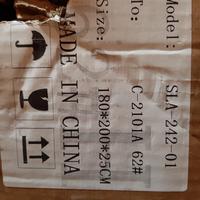 Model: SLA-242-01
To: C-2101A 62#
Size: 180*200*25CM
MADE IN CHINA